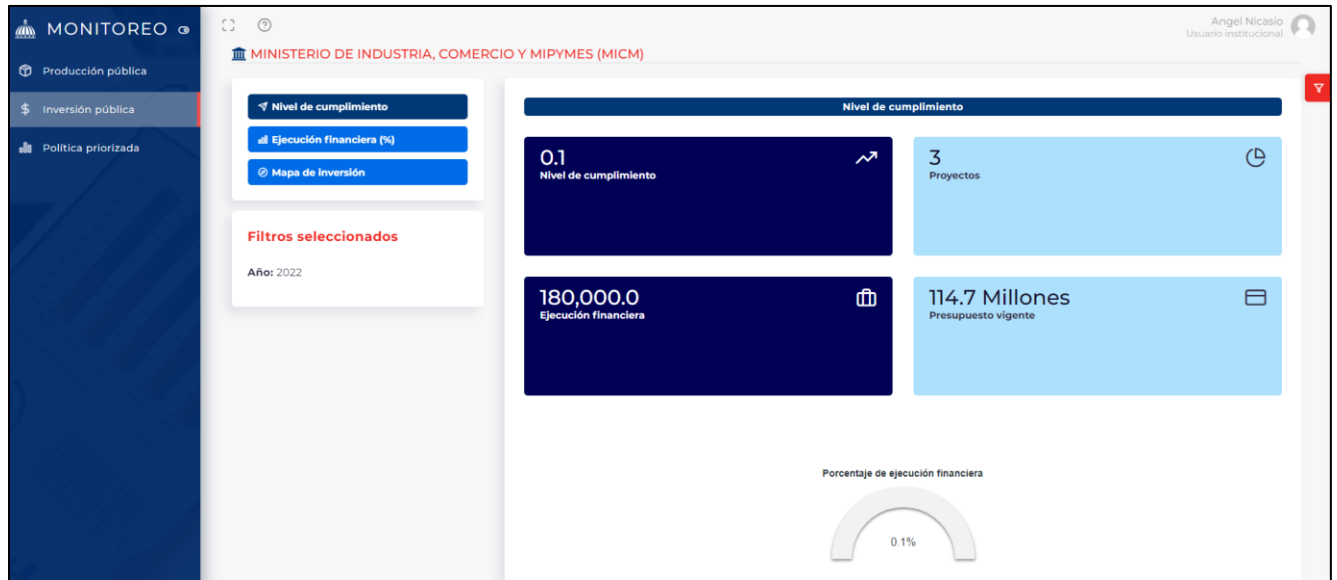 MONITOREO
Producción pública
Inversión pública
Política priorizada
Angel Nicasio
Usuario institucional
MINISTERIO DE INDUSTRIA, COMERCIO Y MIPYMES (MICM)
Nivel de cumplimiento
Ejecución financiera (%)
Mapa de inversión
Filtros seleccionados
Año: 2022
Nivel de cumplimiento
0.1
Nivel de cumplimiento
3
Proyectos
180,000.0
Ejecución financiera
114.7 Millones
Presupuesto vigente
Porcentaje de ejecución financiera
0.1%